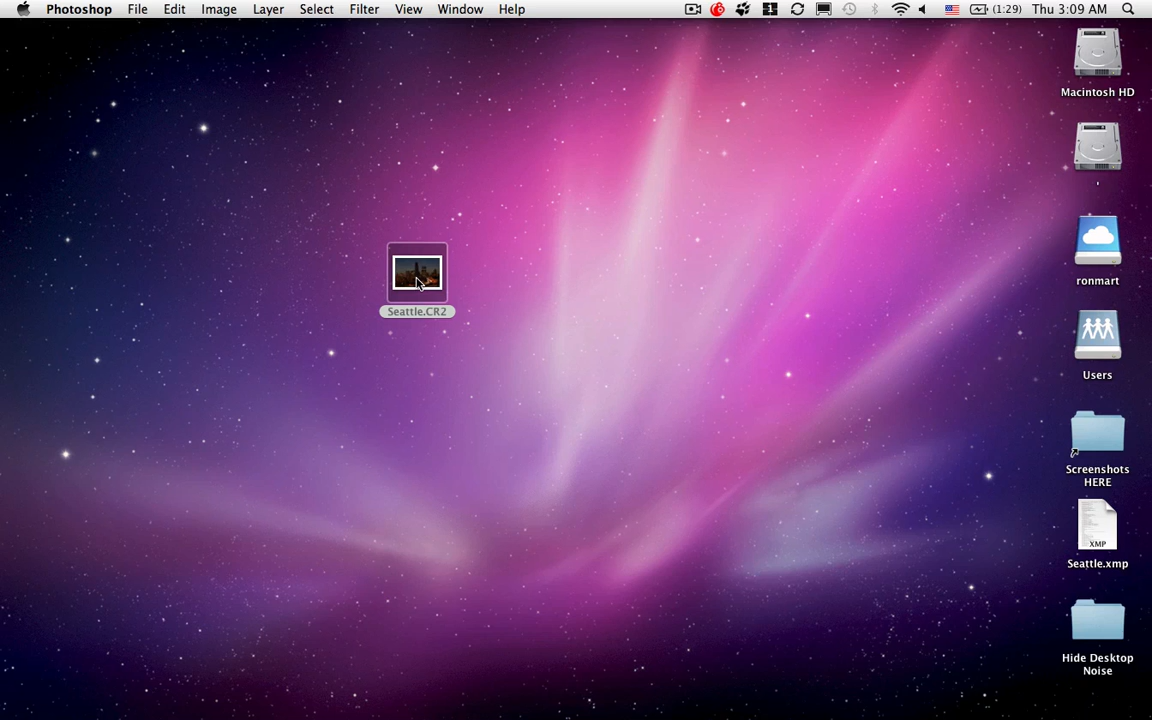 Photoshop File Edit Image Layer Select Filter View Window Help (1:29) Thu 3:09 AM
Macintosh HD
'
ronmart
Seattle.CR2
Users
Screenshots
HERE
XMP
Seattle.xmp
Hide Desktop
Noise